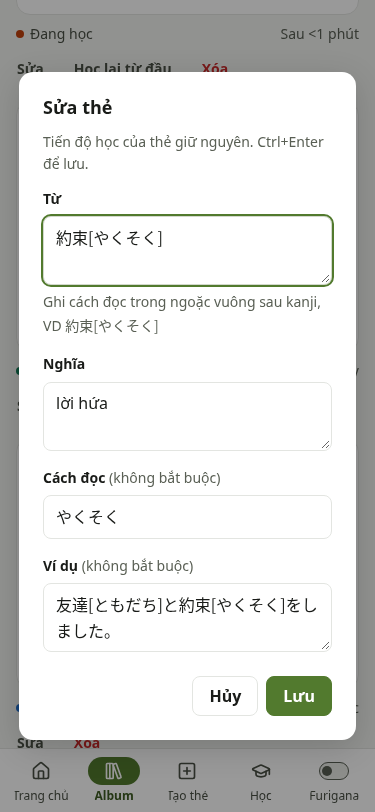 Đang học
Sau <1 phút
Sửa Học lại từ đầu Xóa
Sửa thẻ
Tiến độ học của thẻ giữ nguyên. Ctrl+Enter
để lưu.
Từ
約束[やくそく]
Ghi cách đọc trong ngoặc vuông sau kanji,
VD 約束[やくそく]
Nghĩa
lời hứa
Cách đọc (không bắt buộc)
やくそく
Ví dụ (không bắt buộc)
友達[ともだち]と約束[やくそく]をし
ました。
Hủy Lưu
Sửa Xóa
Trang chủ Album Tạo thẻ Học Furigana